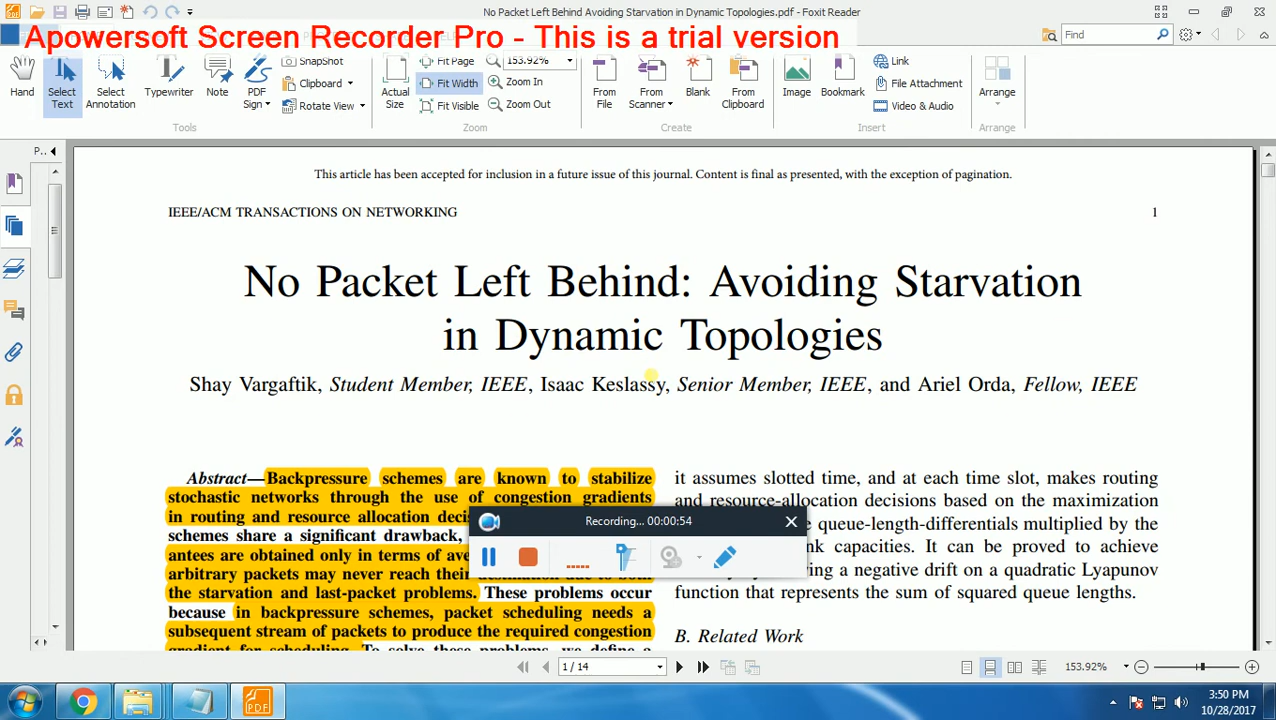 No Packet Left Behind Avoiding Starvation in Dynamic Topologies.pdf - Foxit Reader
Apowersoft Screen Recorder Pro - This is a trial version
Find
Hand
Select Text
Select Annotation
Typewriter
Note
PDF Sign
SnapShot
Clipboard
Rotate View
Tools
Actual Size
Fit Page
Fit Width
Fit Visible
153.92%
Zoom In
Zoom Out
Zoom
From File
From Scanner
Blank
From Clipboard
Create
Image
Bookmark
Link
File Attachment
Video & Audio
Insert
Arrange
Arrange
P..
This article has been accepted for inclusion in a future issue of this journal. Content is final as presented, with the exception of pagination.
IEEE/ACM TRANSACTIONS ON NETWORKING
1
No Packet Left Behind: Avoiding Starvation
in Dynamic Topologies
Shay Vargaftik, Student Member, IEEE, Isaac Keslassy, Senior Member, IEEE, and Ariel Orda, Fellow, IEEE
Abstract—Backpressure schemes are known to stabilize
stochastic networks through the use of congestion gradients
in routing and resource allocation
schemes share a significant drawback,
antees are obtained only in terms of
arbitrary packets may never reach their
the starvation and last-packet problems. These problems occur
because in backpressure schemes, packet scheduling needs a
subsequent stream of packets to produce the required congestion
gradient for scheduling. To solve these problems, we define a
it assumes slotted time, and at each time slot, makes routing
and resource-allocation decisions based on the maximization
queue-length-differentials multiplied by the
capacities. It can be proved to achieve
a negative drift on a quadratic Lyapunov
function that represents the sum of squared queue lengths.
B. Related Work
Recording... 00:00:54
1 / 14
153.92%
PDF
3:50 PM
10/28/2017